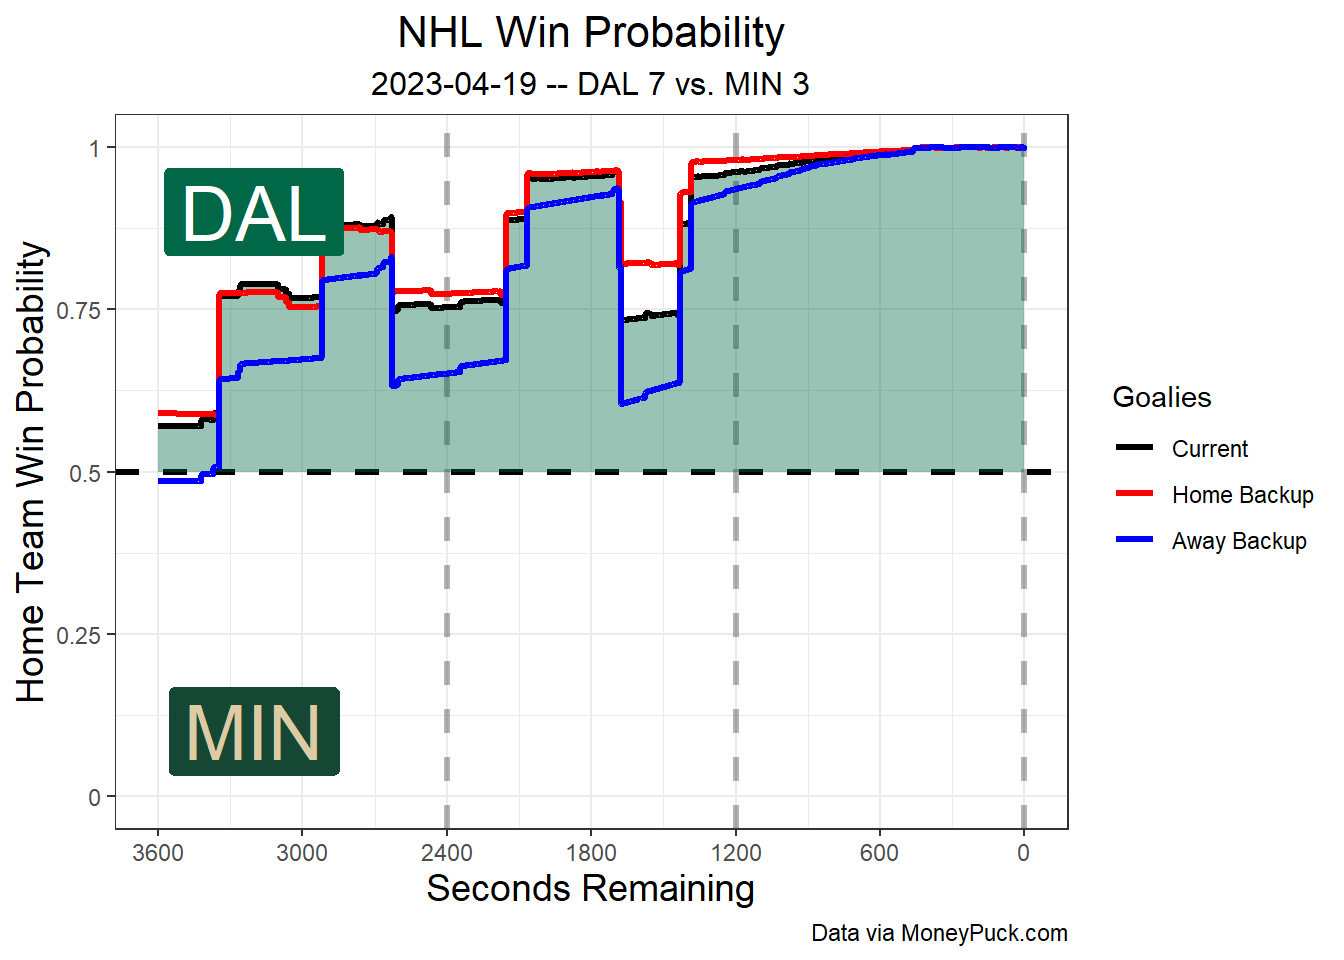 NHL Win Probability
2023-04-19 -- DAL 7 vs. MIN 3
Home Team Win Probability
1
0.75
0.5
0.25
0
DAL
MIN
3600 3000 2400 1800 1200 600 0
Seconds Remaining
Goalies
Current
Home Backup
Away Backup
Data via MoneyPuck.com